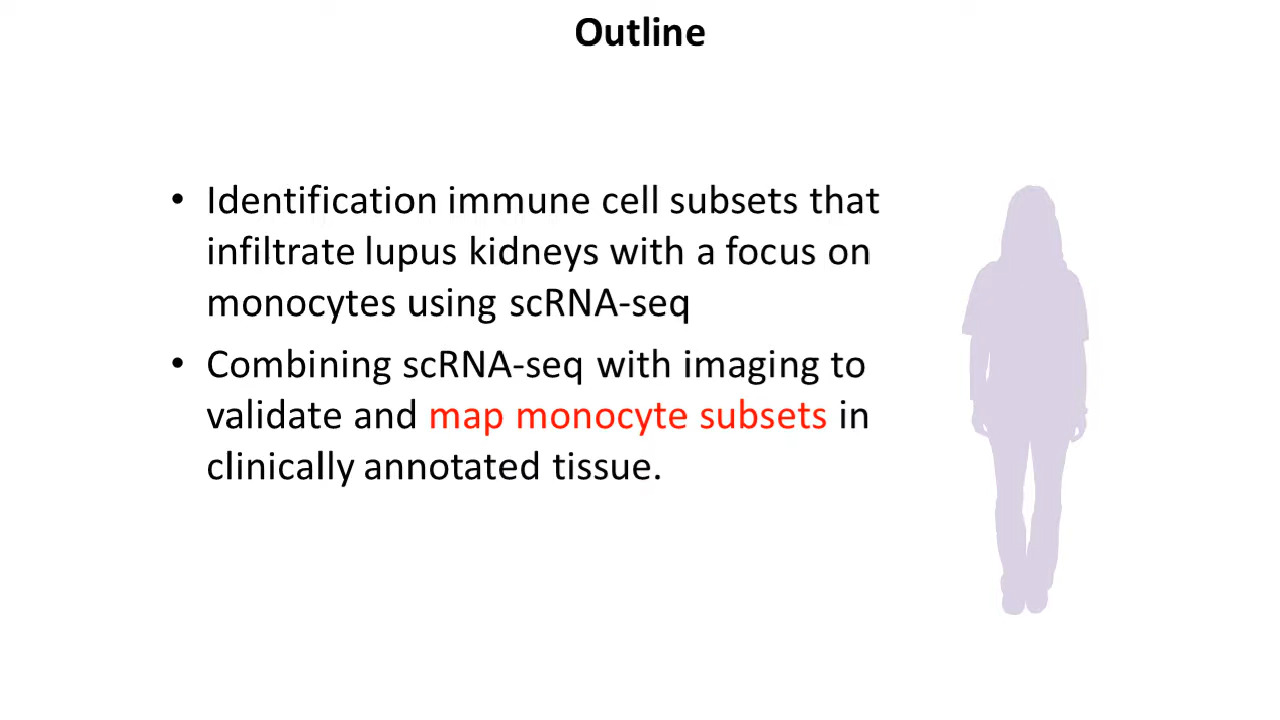 Outline
• Identification immune cell subsets that
infiltrate lupus kidneys with a focus on
monocytes using scRNA-seq
• Combining scRNA-seq with imaging to
validate and map monocyte subsets in
clinically annotated tissue.